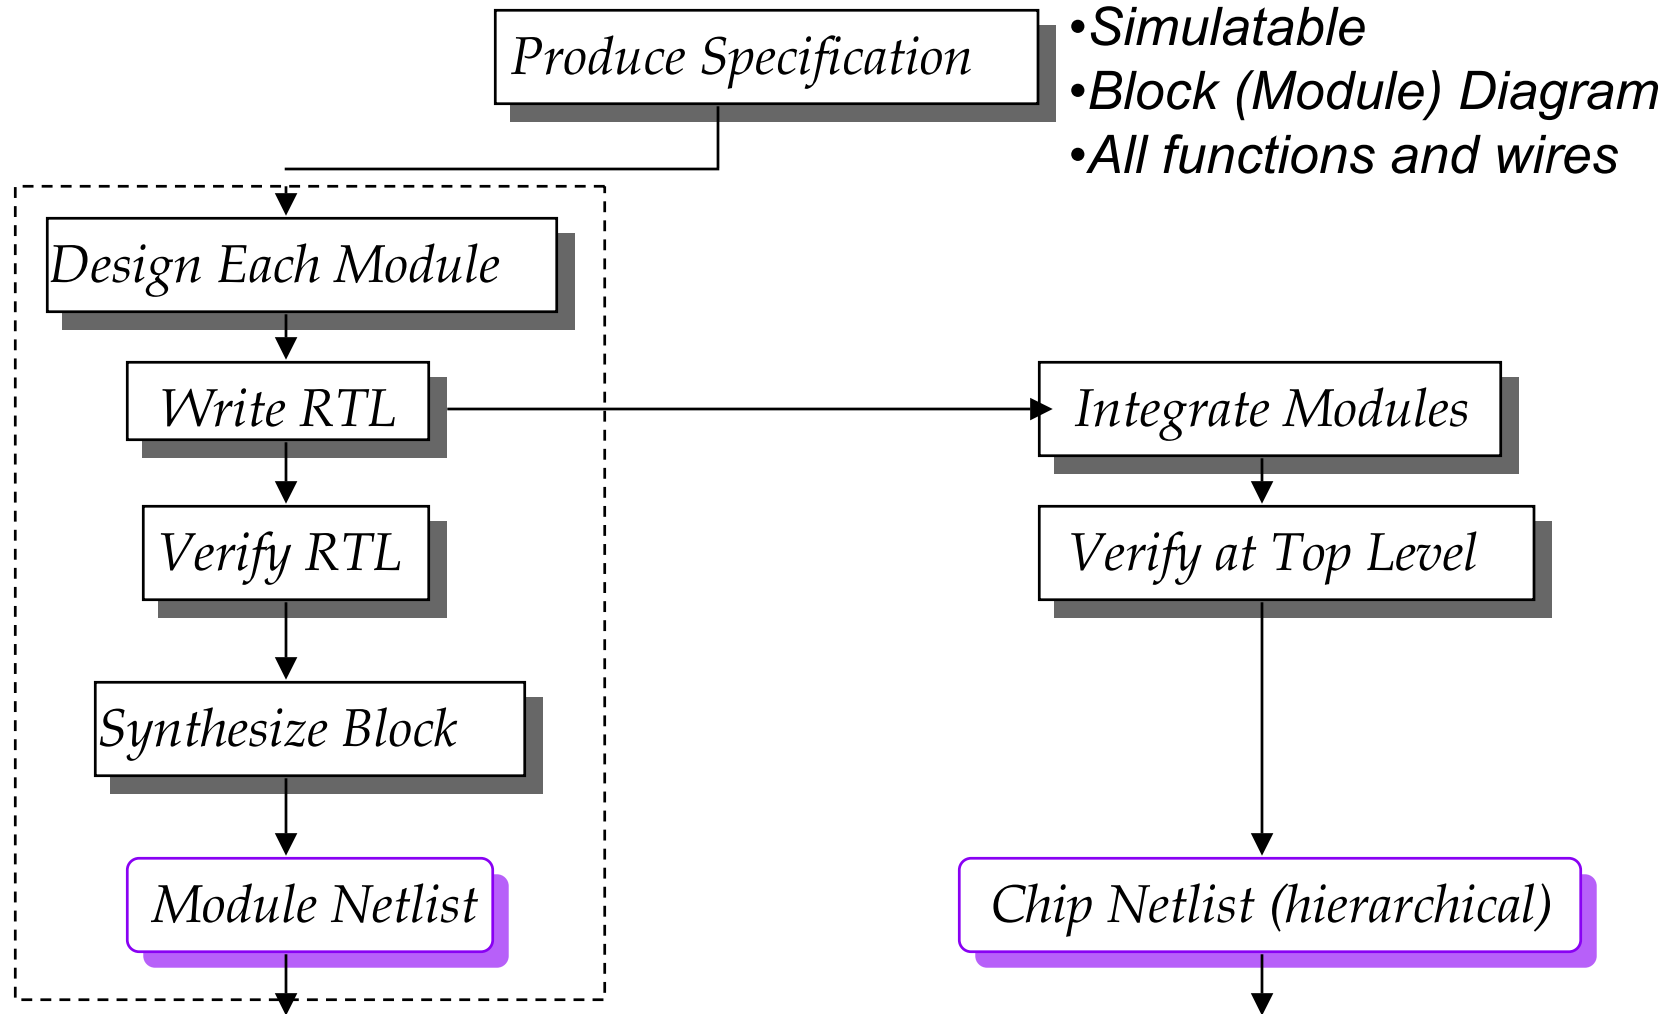 Produce Specification
•Simulatable
•Block (Module) Diagram
•All functions and wires
Design Each Module
Write RTL
Integrate Modules
Verify RTL
Verify at Top Level
Synthesize Block
Module Netlist
Chip Netlist (hierarchical)